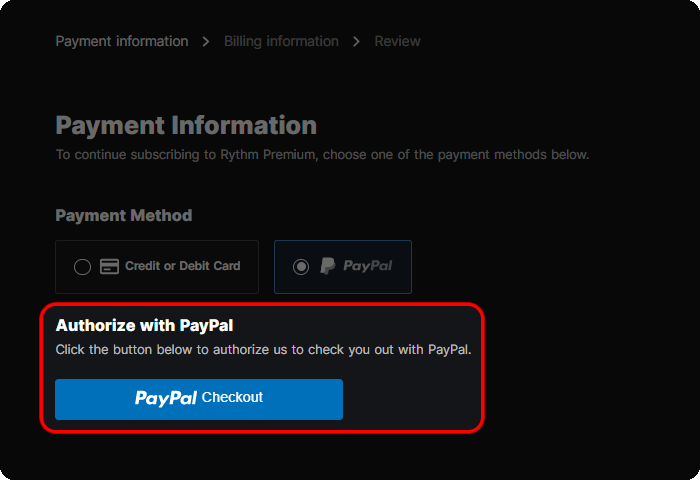 Payment information > Billing information > Review
Payment Information
To continue subscribing to Rythm Premium, choose one of the payment methods below.
Payment Method
Credit or Debit Card PayPal
Authorize with PayPal
Click the button below to authorize us to check you out with PayPal.
PayPal Checkout